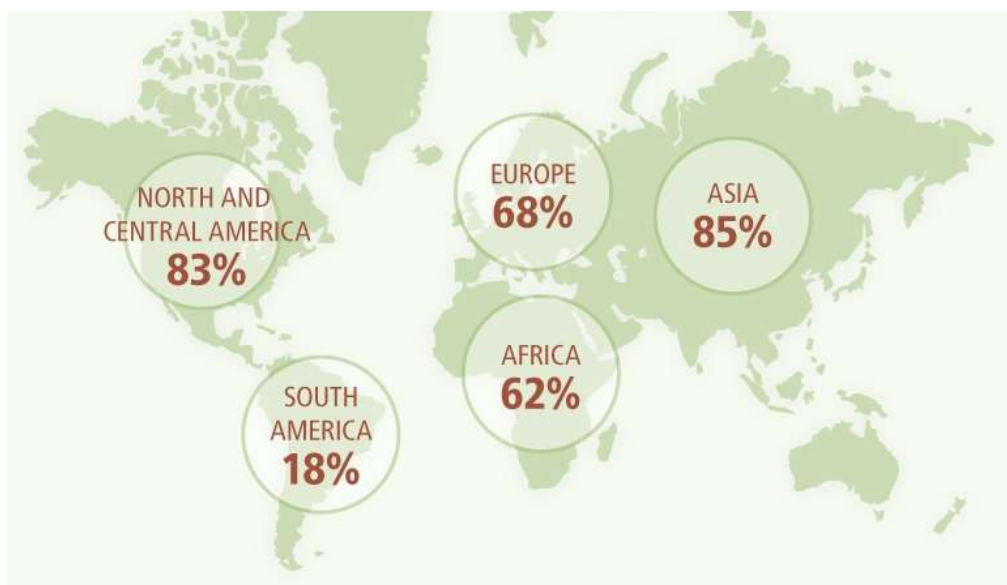 NORTH AND
CENTRAL AMERICA
83%
EUROPE
68%
ASIA
85%
AFRICA
62%
SOUTH
AMERICA
18%